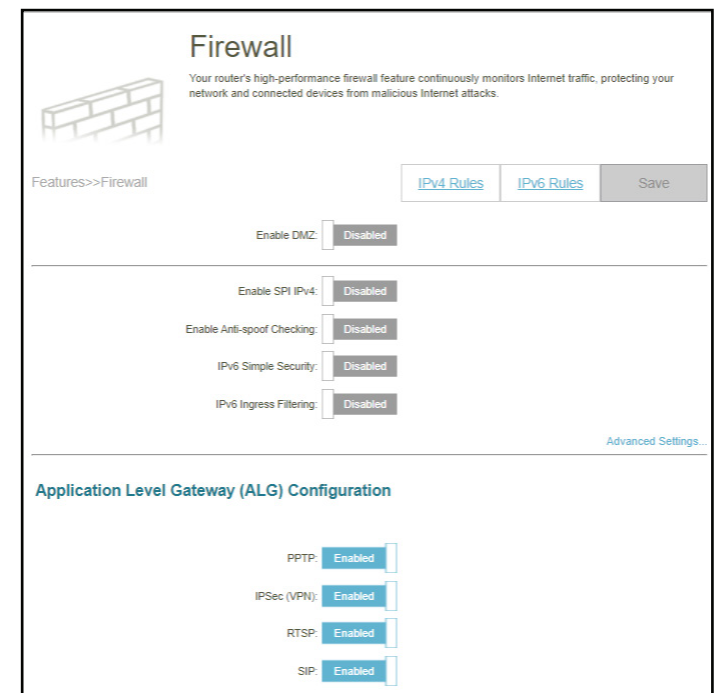 Firewall
Your router's high-performance firewall feature continuously monitors Internet traffic, protecting your
network and connected devices from malicious Internet attacks.
Features>>Firewall
IPv4 Rules
IPv6 Rules
Save
Enable DMZ: Disabled
Enable SPI IPv4: Disabled
Enable Anti-spoof Checking: Disabled
IPv6 Simple Security: Disabled
IPv6 Ingress Filtering: Disabled
Advanced Settings...
Application Level Gateway (ALG) Configuration
PPTP: Enabled
IPSec (VPN): Enabled
RTSP: Enabled
SIP: Enabled